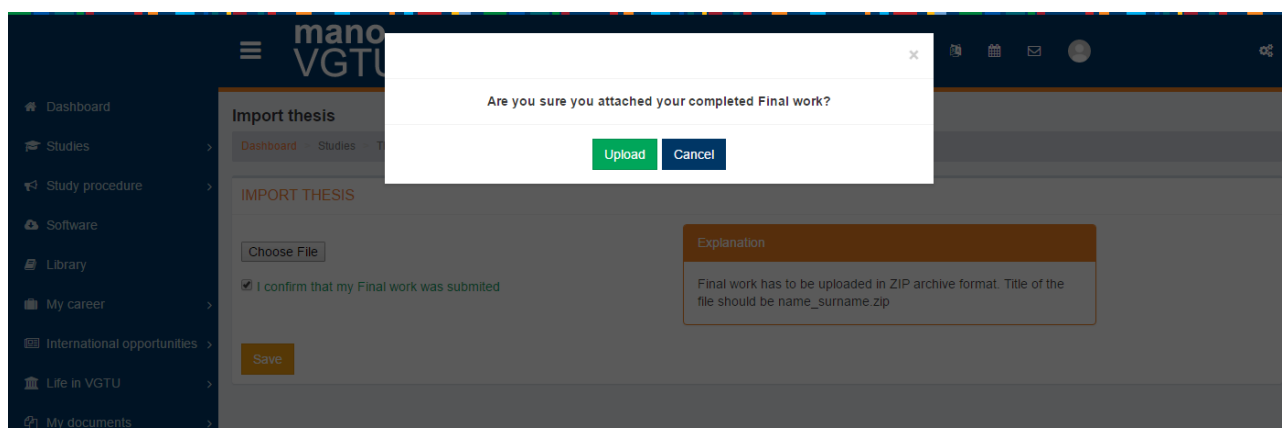 mano
VGTU
×
Are you sure you attached your completed Final work?
Upload
Cancel
Dashboard
Studies
Study procedure
Software
Library
My career
International opportunities
Life in VGTU
My documents
Import thesis
Dashboard Studies
IMPORT THESIS
Choose File
I confirm that my Final work was submited
Save
Explanation
Final work has to be uploaded in ZIP archive format. Title of the
file should be name_surname.zip